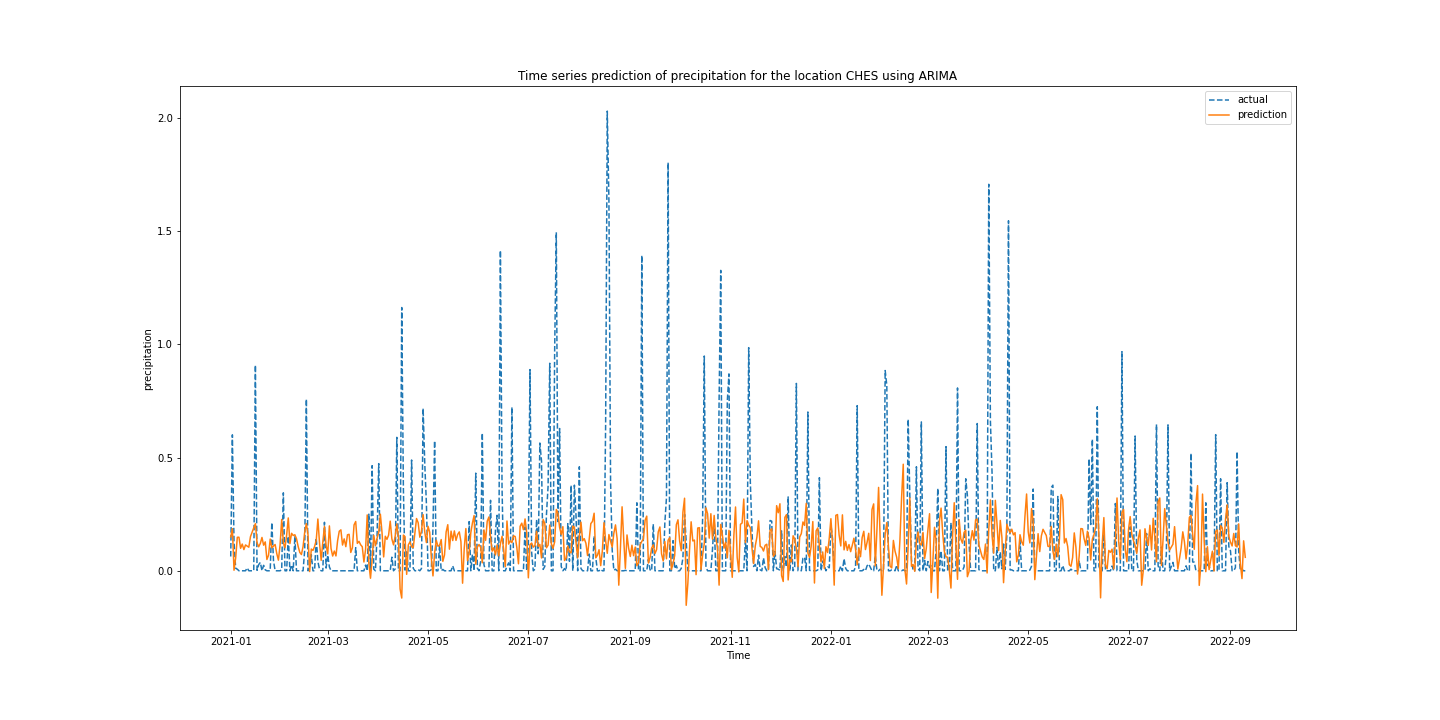 Time series prediction of precipitation for the location CHES using ARIMA
actual
prediction
2.0
1.5
1.0
0.5
0.0
precipitation
2021-01 2021-03 2021-05 2021-07 2021-09 2021-11 2022-01 2022-03 2022-05 2022-07 2022-09
Time